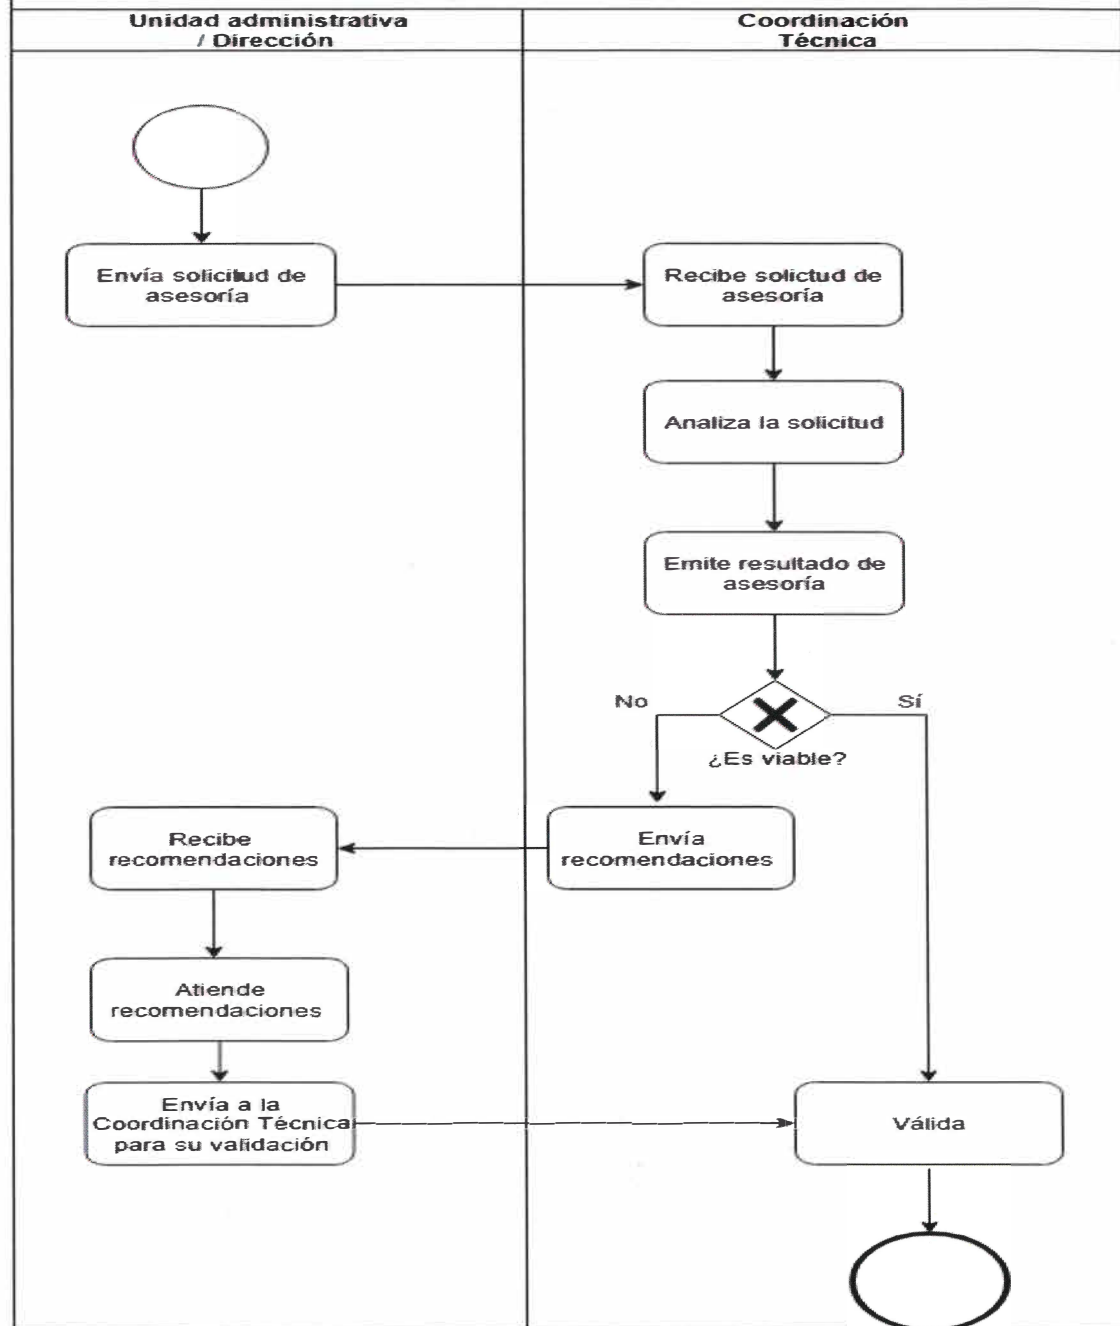 Unidad administrativa
/ Dirección
Coordinación
Técnica
Envía solicitud de
asesoría
Recibe solictud de
asesoría
Analiza la solicitud
Emite resultado de
asesoría
No
Sí
¿Es viable?
Envía
recomendaciones
Recibe
recomendaciones
Atiende
recomendaciones
Envía a la
Coordinación Técnica
para su validación
Válida